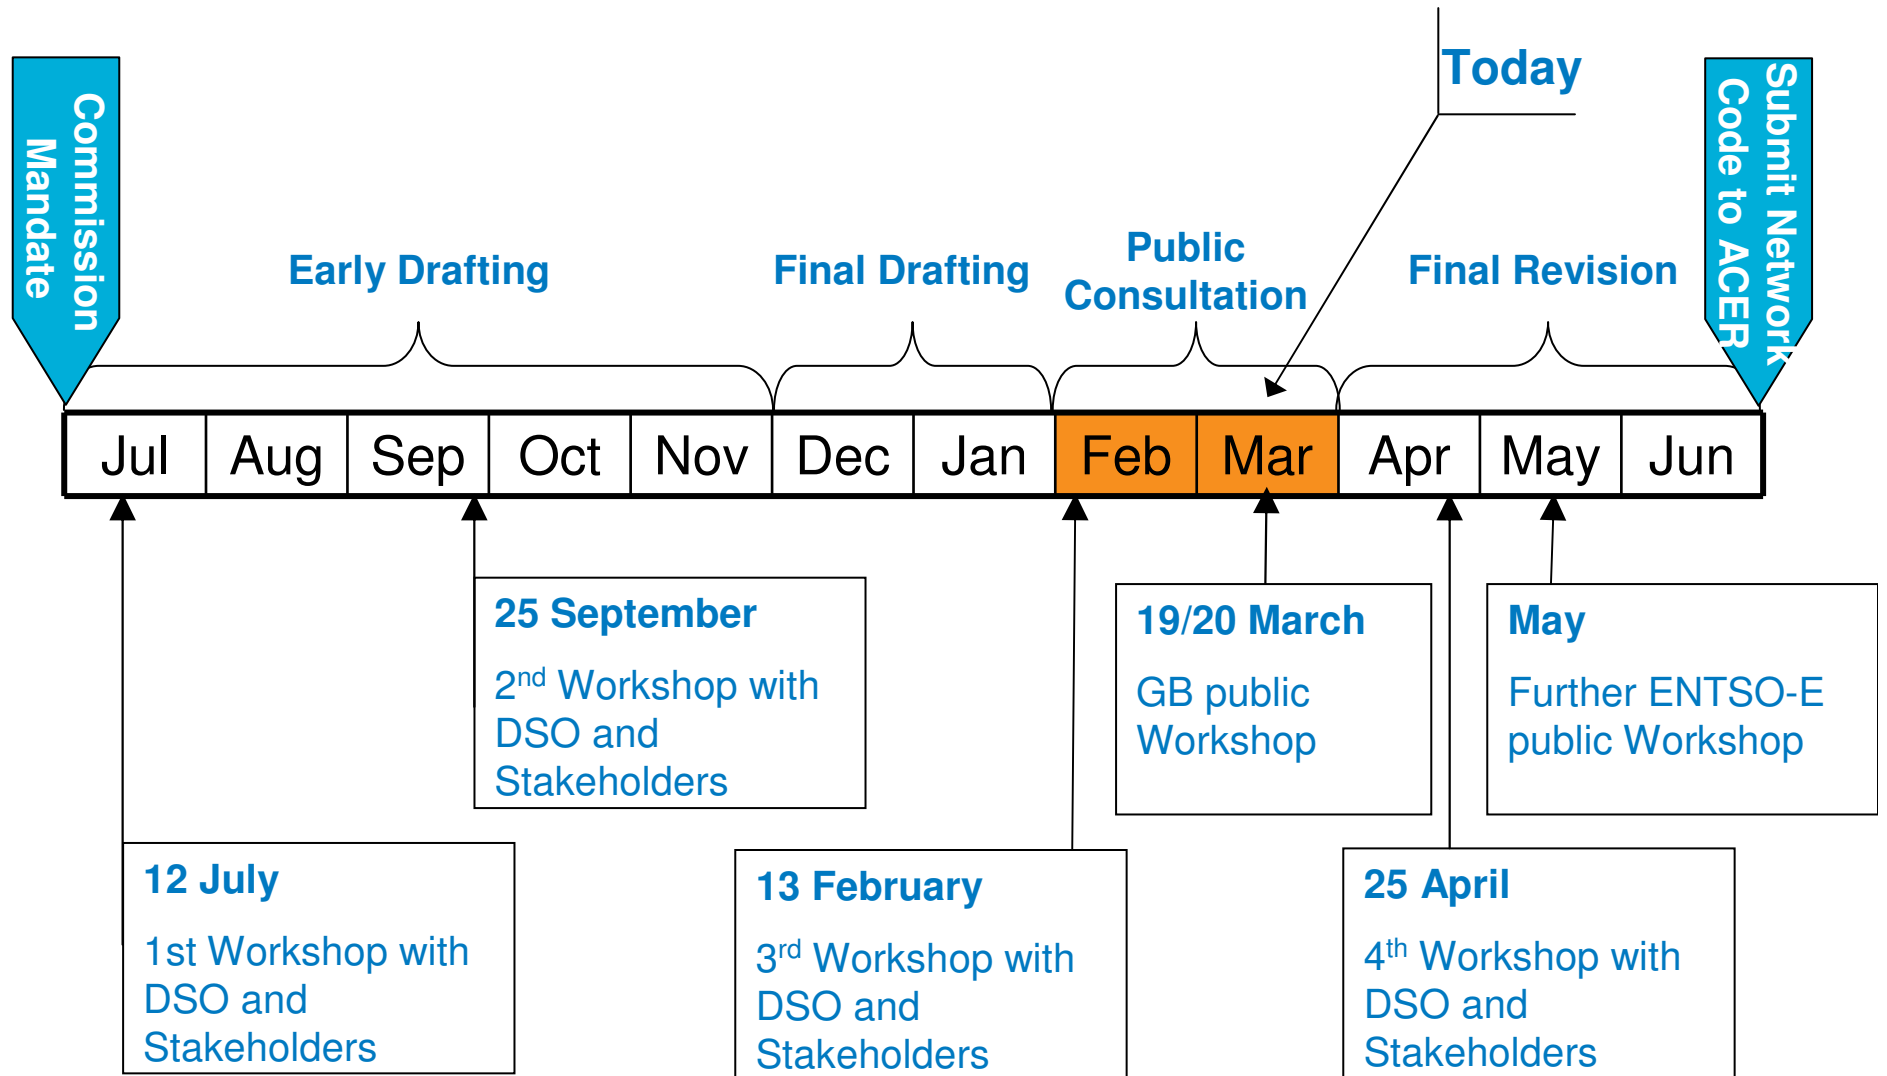 Today
Commission
Mandate
Submit Network
Code to ACER
Early Drafting
Final Drafting
Public
Consultation
Final Revision
Jul
Aug
Sep
Oct
Nov
Dec
Jan
Feb
Mar
Apr
May
Jun
25 September
2nd Workshop with
DSO and
Stakeholders
19/20 March
GB public
Workshop
May
Further ENTSO-E
public Workshop
12 July
1st Workshop with
DSO and
Stakeholders
13 February
3rd Workshop with
DSO and
Stakeholders
25 April
4th Workshop with
DSO and
Stakeholders